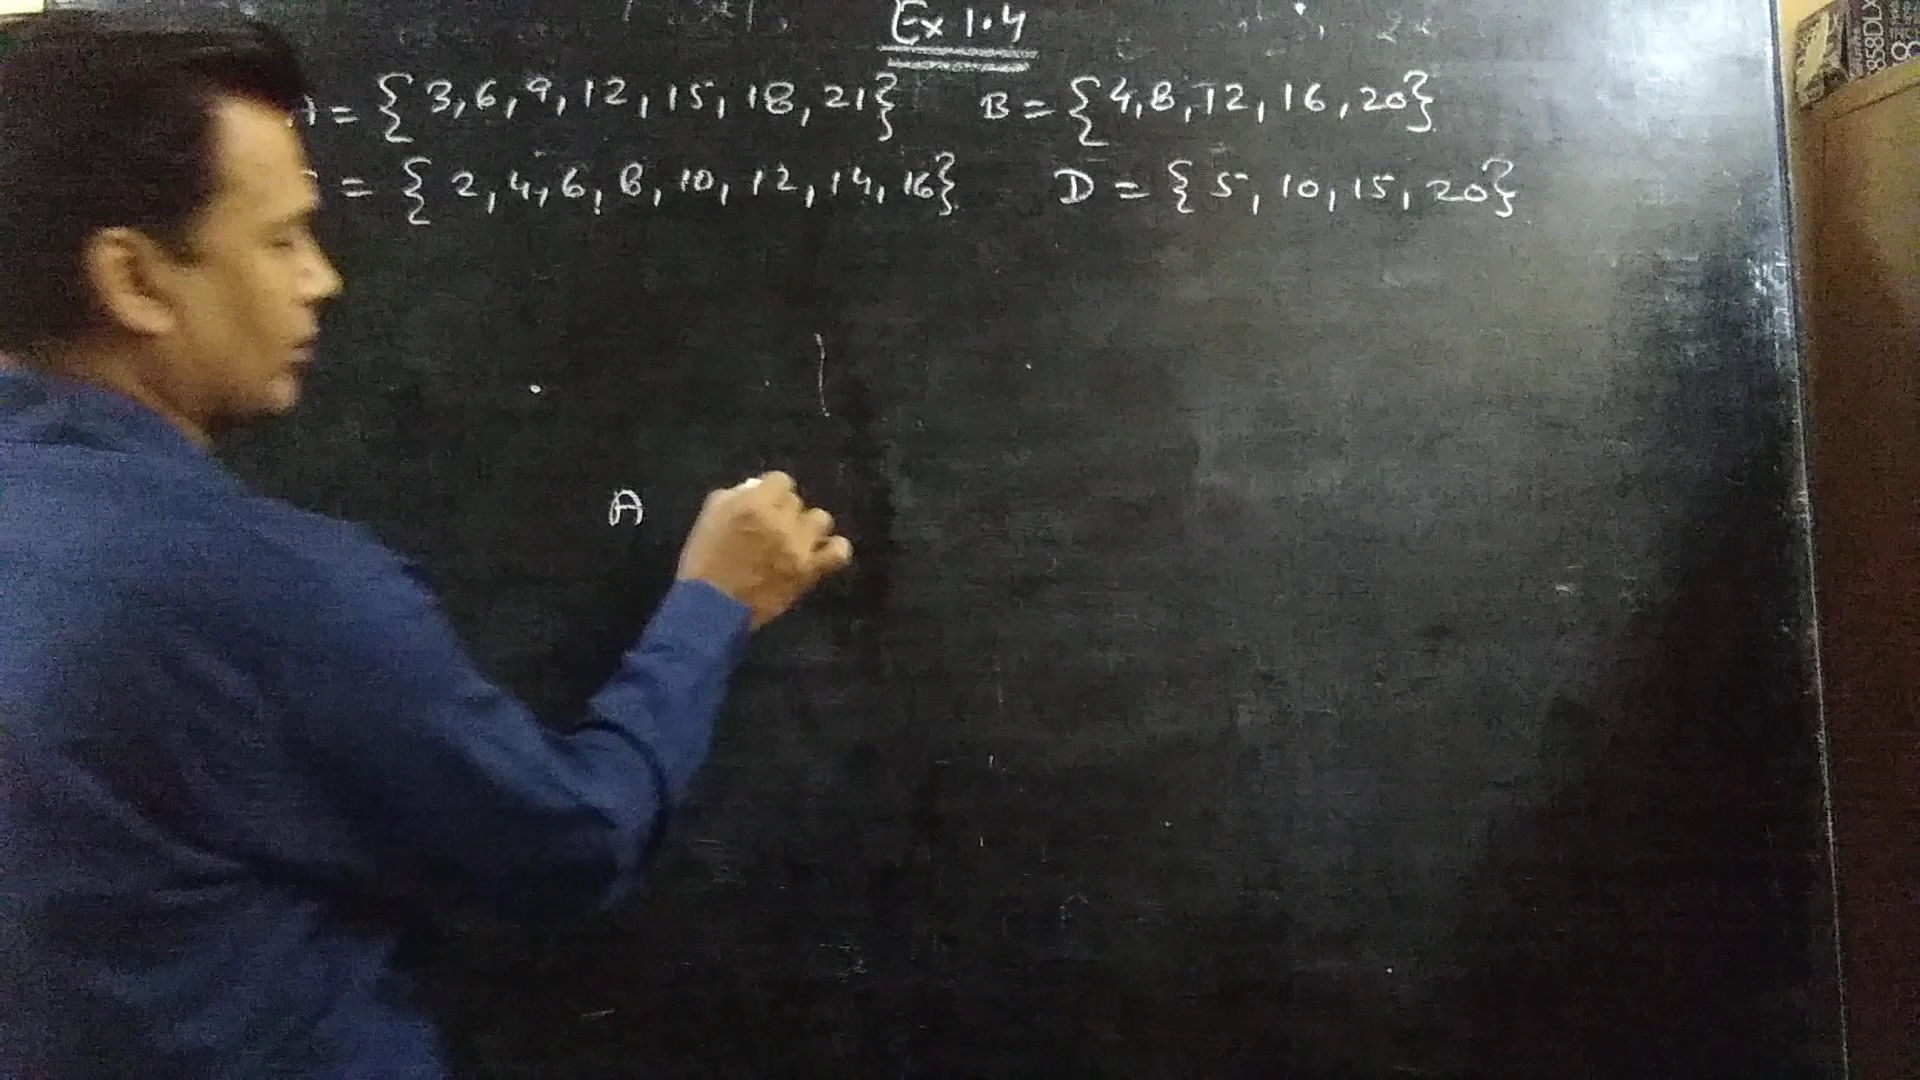 Ex 1.4
A = {3, 6, 9, 12, 15, 18, 21} B = {4, 8, 12, 16, 20}
= {2, 4, 6, 8, 10, 12, 14, 16} D = {5, 10, 15, 20}
A
858DLX